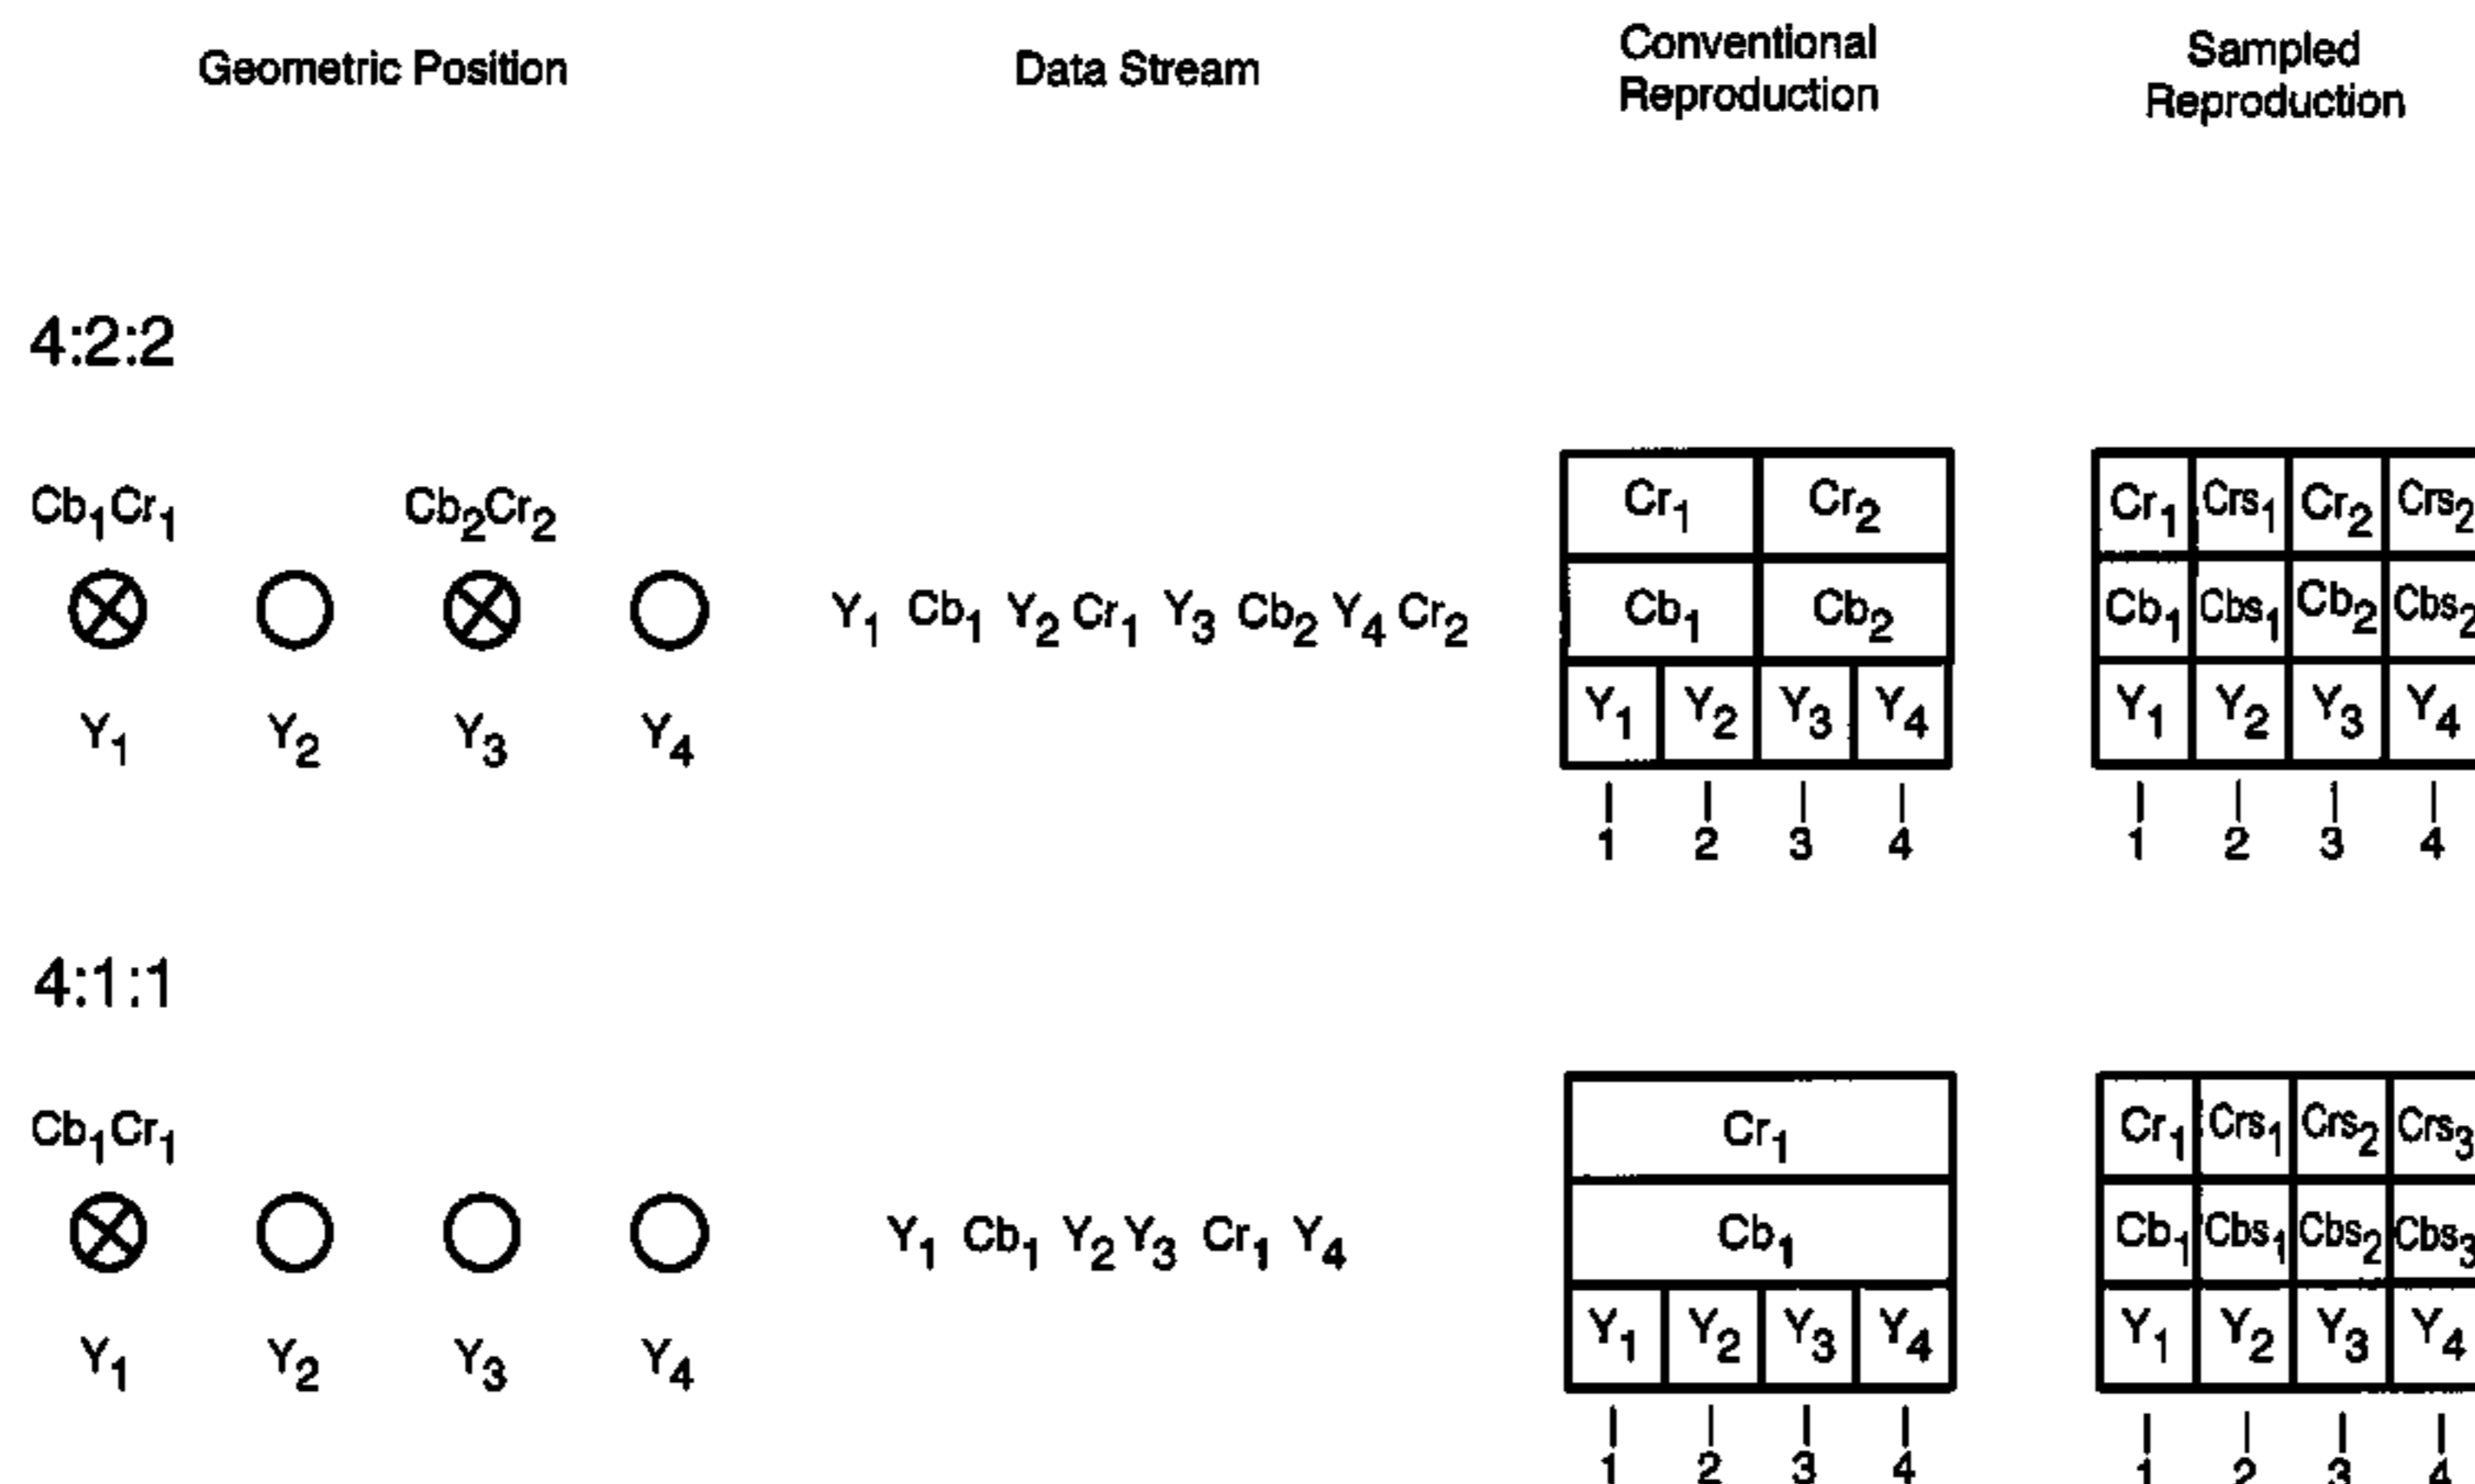 Geometric Position
Data Stream
Conventional
Reproduction
Sampled
Reproduction
4:2:2
Cb1Cr1 Cb2Cr2
Y1 Y2 Y3 Y4
Y1 Cb1 Y2 Cr1 Y3 Cb2 Y4 Cr2
Cr1 Cr2
Cb1 Cb2
Y1 Y2 Y3 Y4
1 2 3 4
Cr1 Crs1 Cr2 Crs2
Cb1 Cbs1 Cb2 Cbs2
Y1 Y2 Y3 Y4
1 2 3 4
4:1:1
Cb1Cr1
Y1 Y2 Y3 Y4
Y1 Cb1 Y2 Y3 Cr1 Y4
Cr1
Cb1
Y1 Y2 Y3 Y4
1 2 3 4
Cr1 Crs1 Crs2 Crs3
Cb1 Cbs1 Cbs2 Cbs3
Y1 Y2 Y3 Y4
1 2 3 4